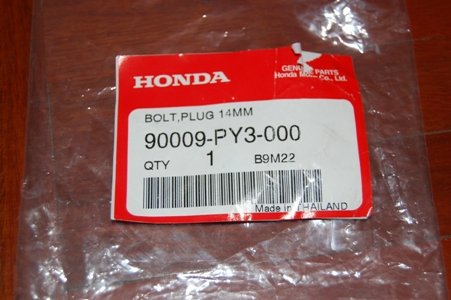 HONDA
GENUINE PARTS
Honda Motor Co., Ltd.
BOLT,PLUG 14MM
90009-PY3-000
QTY 1 B9M22
Made in THAILAND